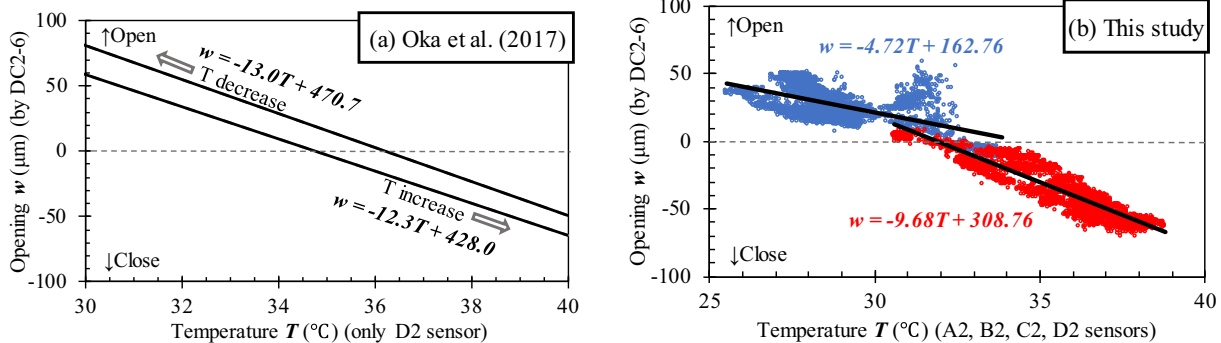 (a) Oka et al. (2017)
↑Open
w = -13.0T + 470.7
T decrease
T increase
w = -12.3T + 428.0
↓Close
100
50
0
-50
-100
30
32
34
36
38
40
Opening w (μm) (by DC2-6)
Temperature T (℃) (only D2 sensor)
(b) This study
↑Open
w = -4.72T + 162.76
w = -9.68T + 308.76
↓Close
100
50
0
-50
-100
25
30
35
40
Opening w (μm) (by DC2-6)
Temperature T (℃) (A2, B2, C2, D2 sensors)